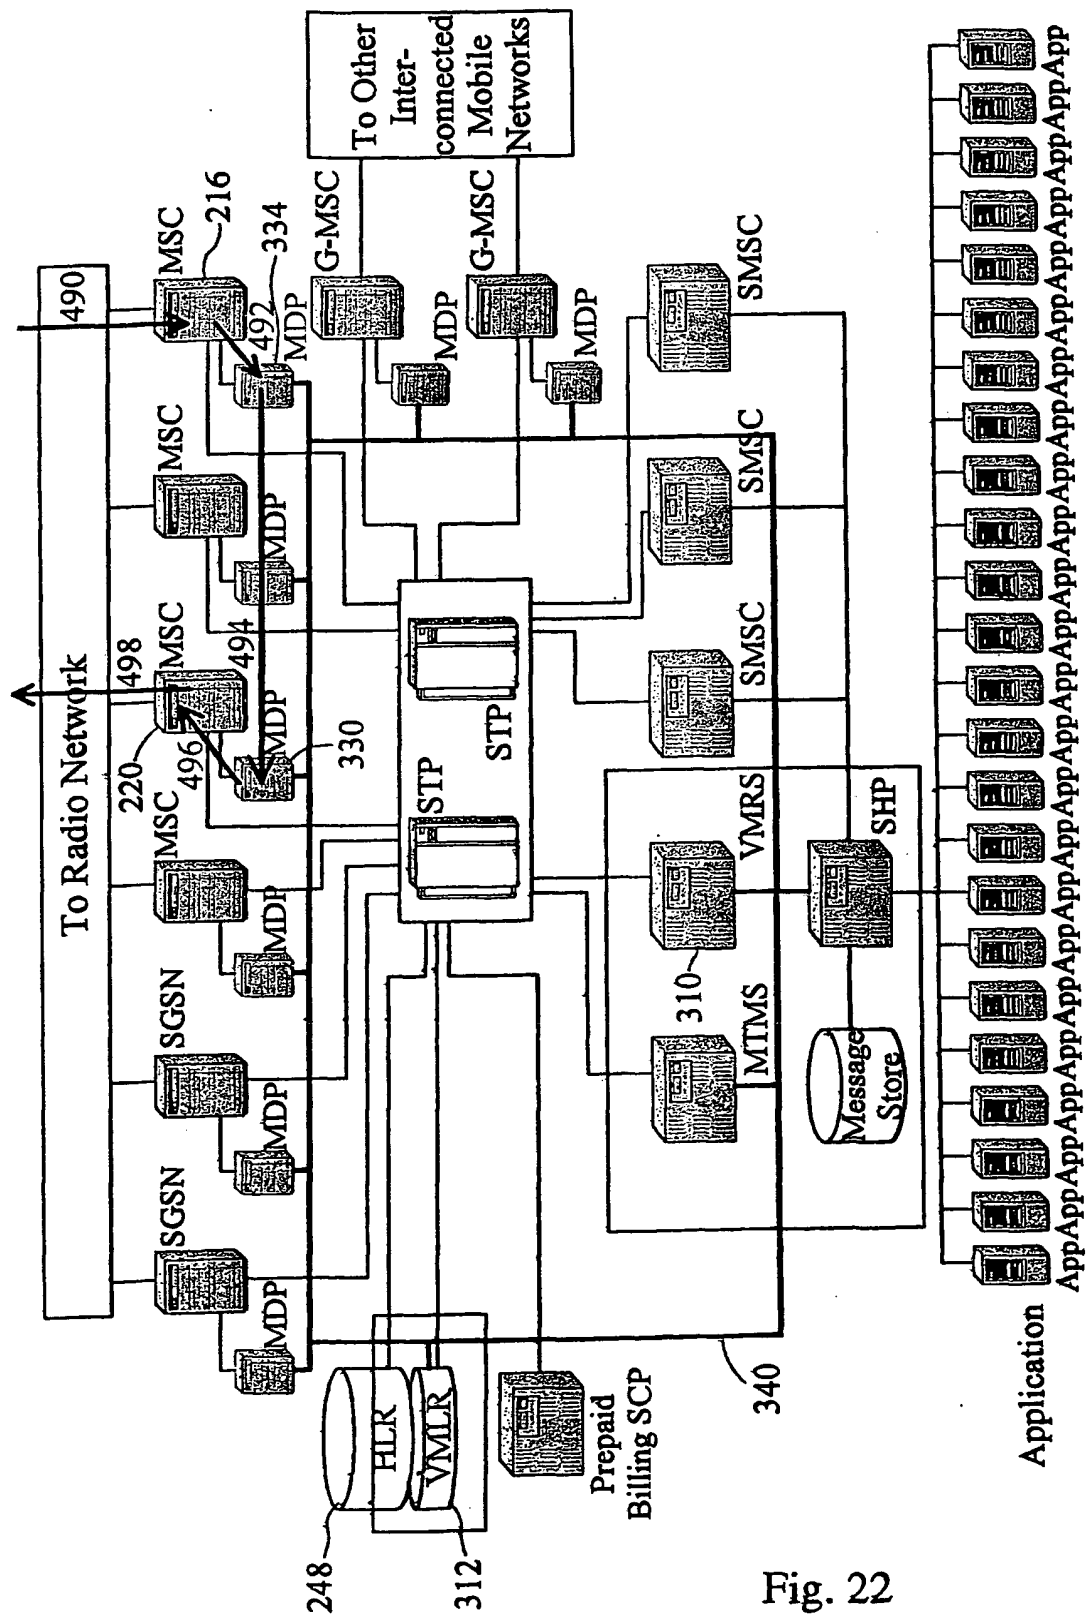 To Radio Network
490
498
SGSN
SGSN
MSC
220
MSC
MSC
MSC
216
496
494
492
MDP
MDP
MDP
MDP
MDP
MDP
334
330
248
HLR
VMLR
312
STP
STP
G-MSC
MDP
G-MSC
MDP
To Other
Inter-
connected
Mobile
Networks
Prepaid
Billing SCP
310
MTMS
VMRS
SMSC
SMSC
SMSC
340
Message
Store
SHP
Application
AppAppAppAppAppAppAppAppAppAppAppAppAppAppAppAppAppAppAppAppAppAppAppApp
Fig. 22